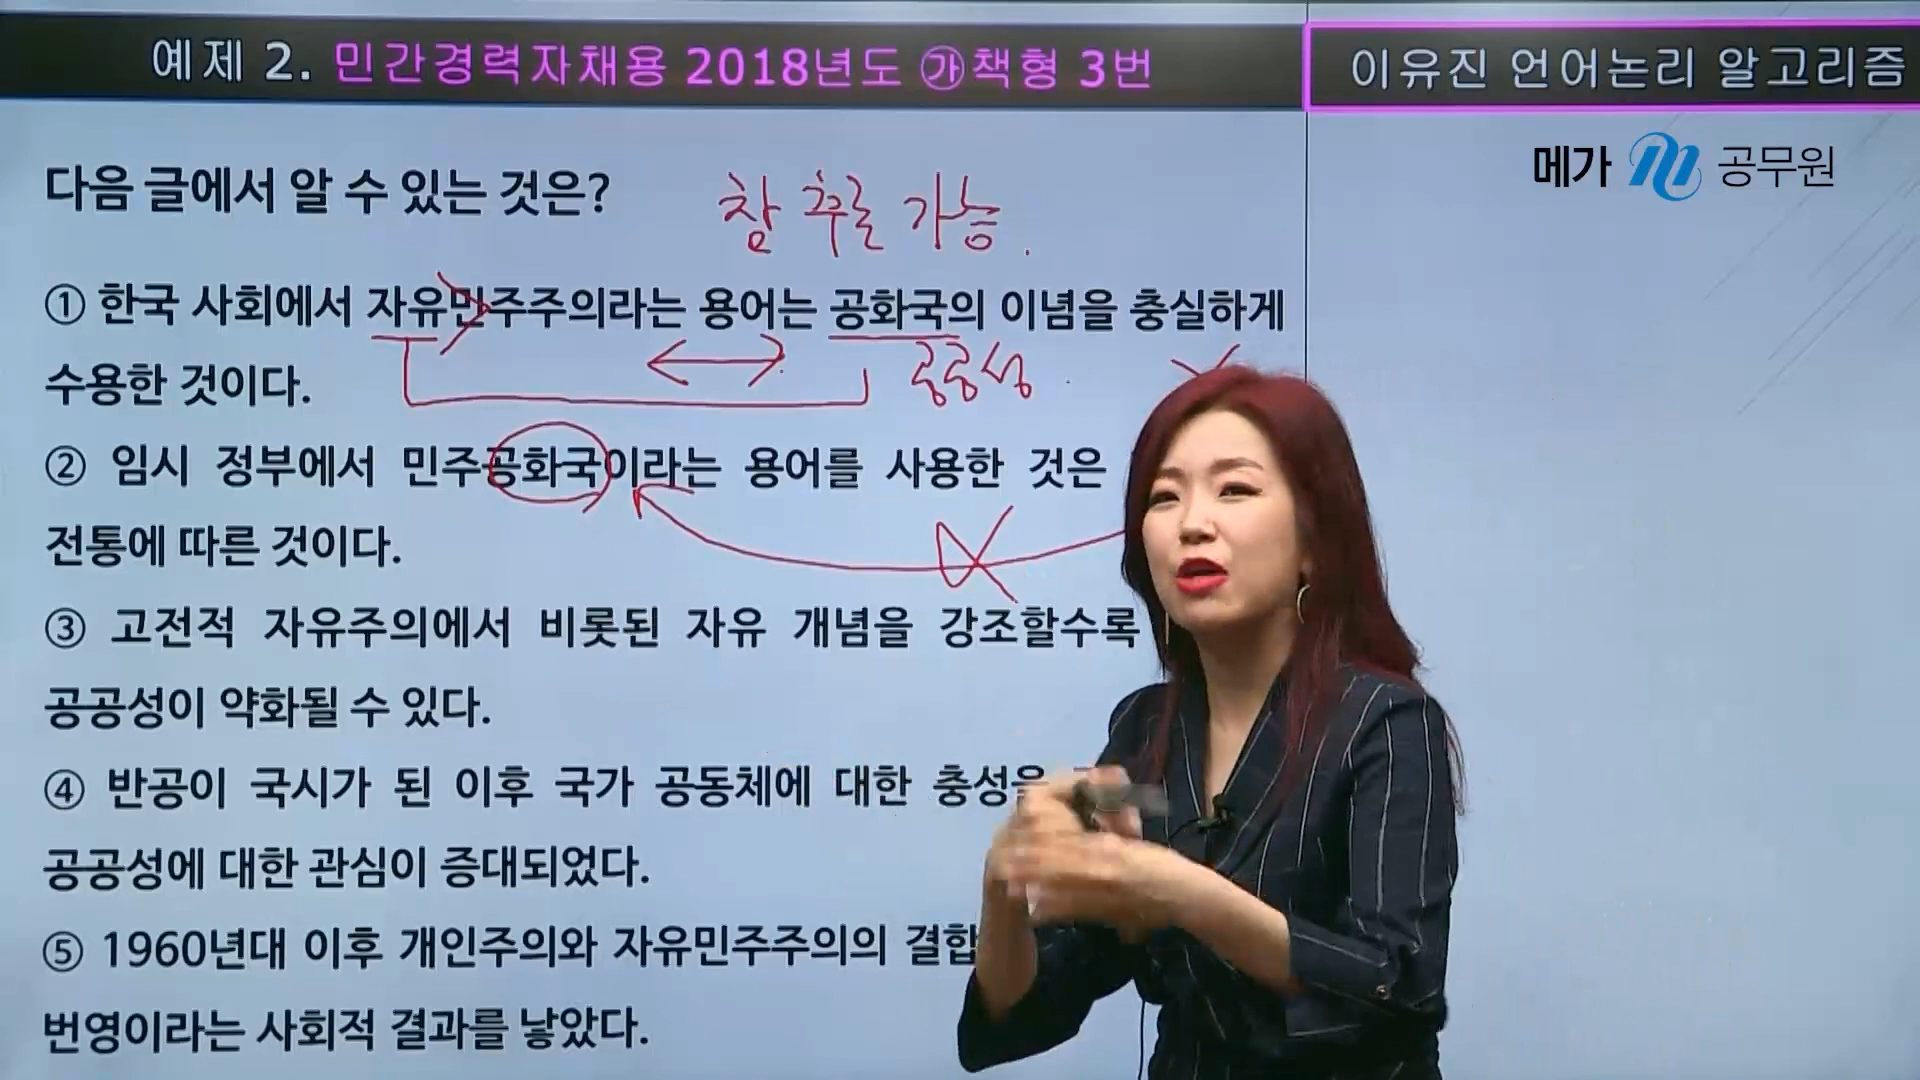 예제 2. 민간경력자채용 2018년도 ㉮책형 3번
이유진 언어논리 알고리즘
메가 공무원
다음 글에서 알 수 있는 것은?
참 추론 가능.
① 한국 사회에서 자유민주주의라는 용어는 공화국의 이념을 충실하게
공공성
수용한 것이다.
② 임시 정부에서 민주공화국이라는 용어를 사용한 것은
전통에 따른 것이다.
③ 고전적 자유주의에서 비롯된 자유 개념을 강조할수록
공공성이 약화될 수 있다.
④ 반공이 국시가 된 이후 국가 공동체에 대한 충성을
공공성에 대한 관심이 증대되었다.
⑤ 1960년대 이후 개인주의와 자유민주주의의 결합
번영이라는 사회적 결과를 낳았다.